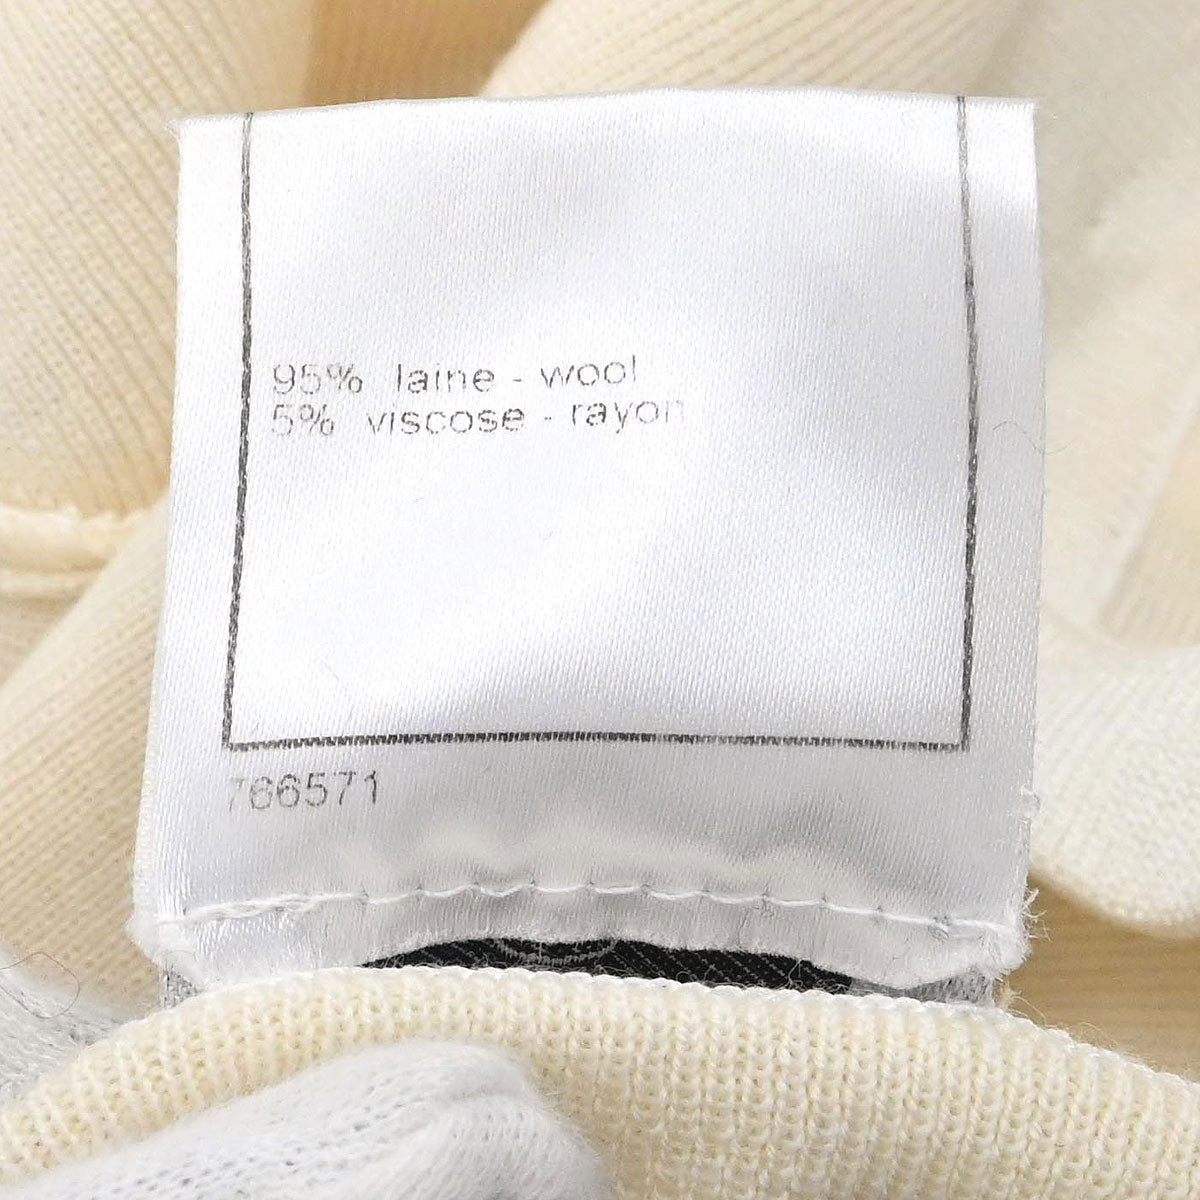 95% laine - wool
5% viscose - rayon
766571